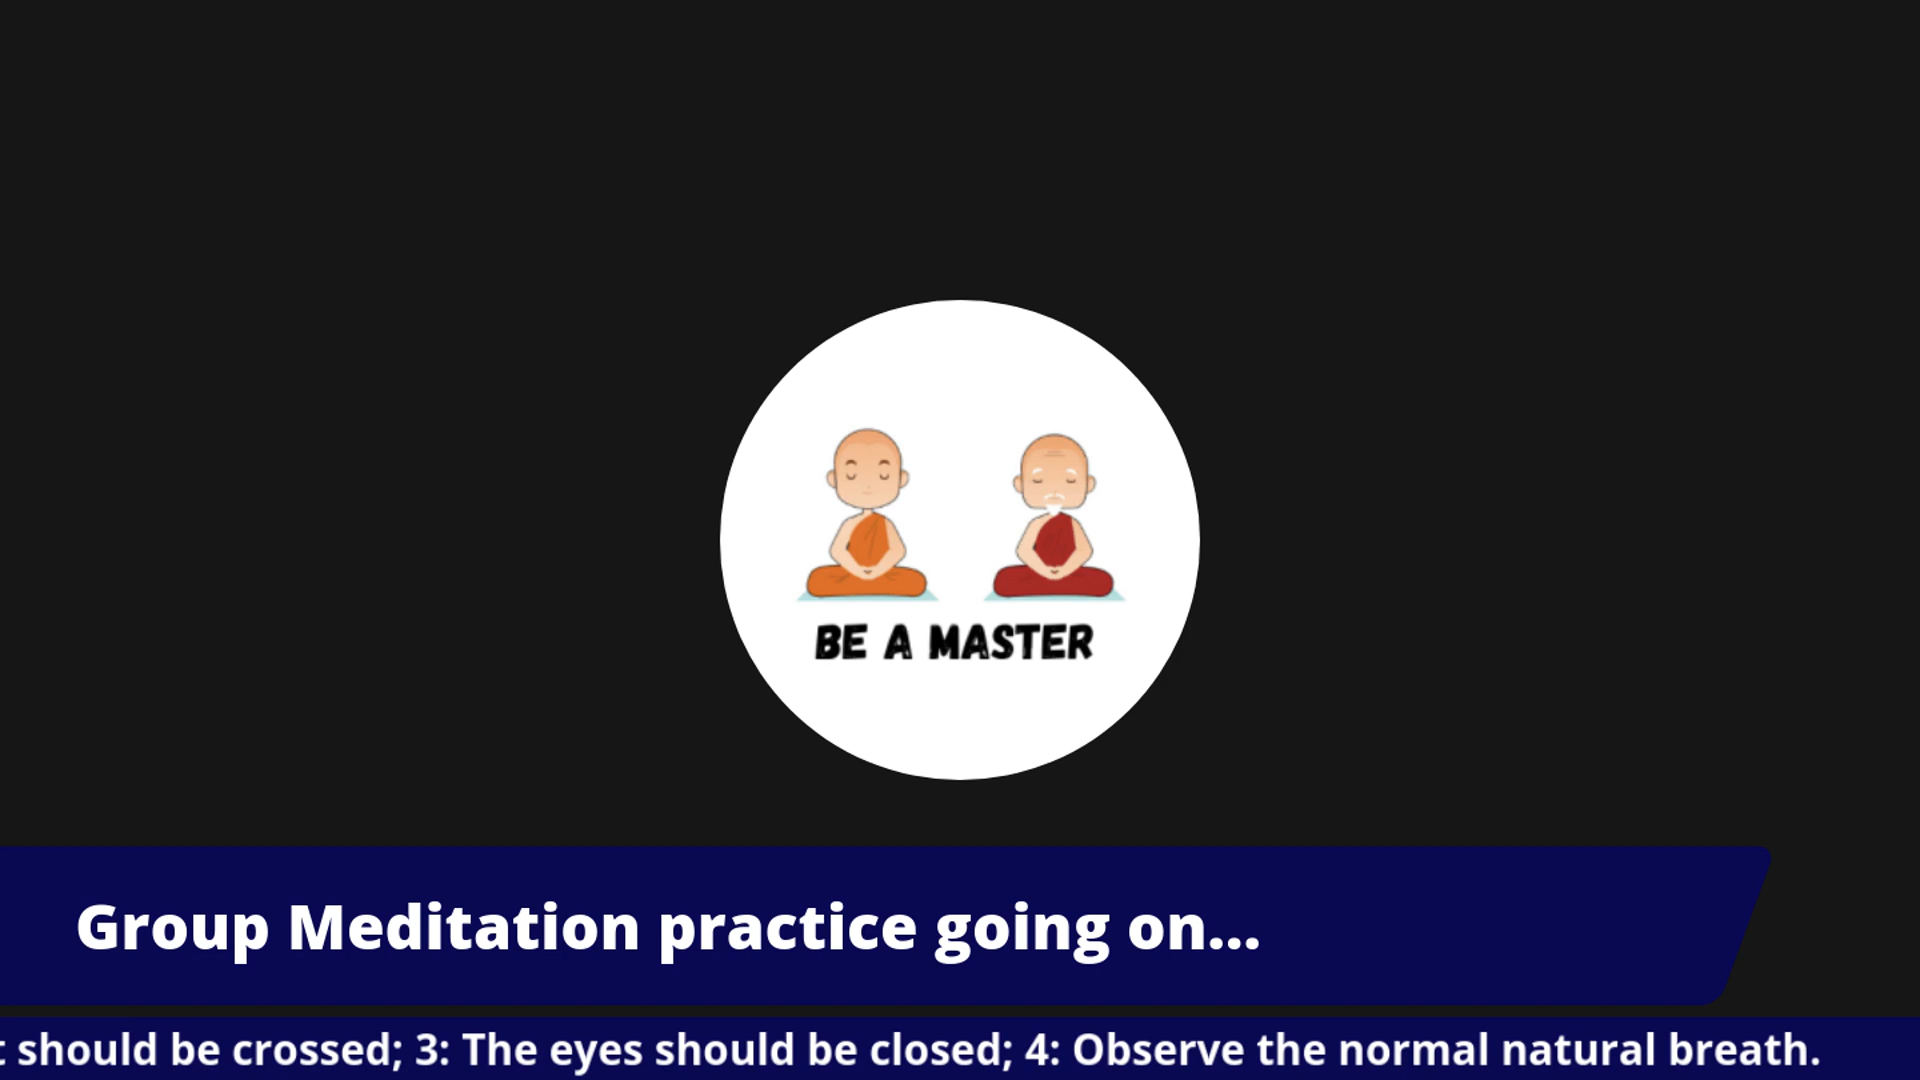 BE A MASTER
Group Meditation practice going on...
should be crossed; 3: The eyes should be closed; 4: Observe the normal natural breath.